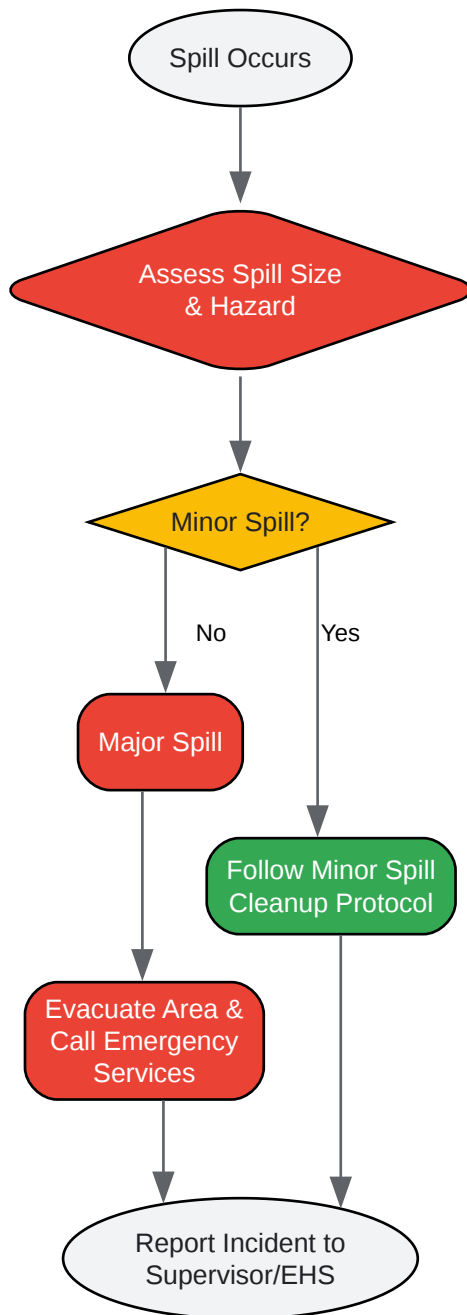 Spill Occurs
Assess Spill Size
& Hazard
Minor Spill?
No
Yes
Major Spill
Follow Minor Spill
Cleanup Protocol
Evacuate Area &
Call Emergency
Services
Report Incident to
Supervisor/EHS